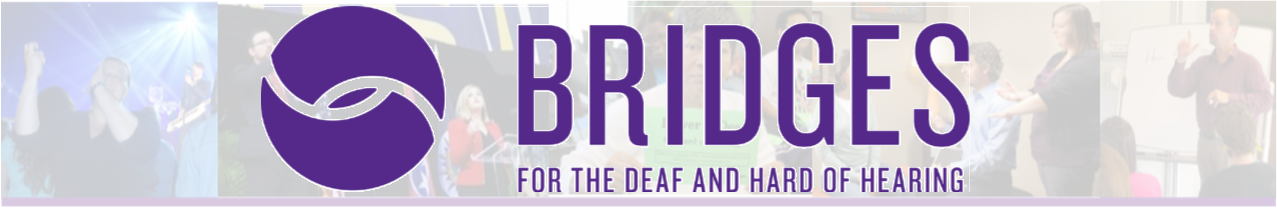 BRIDGES
FOR THE DEAF AND HARD OF HEARING